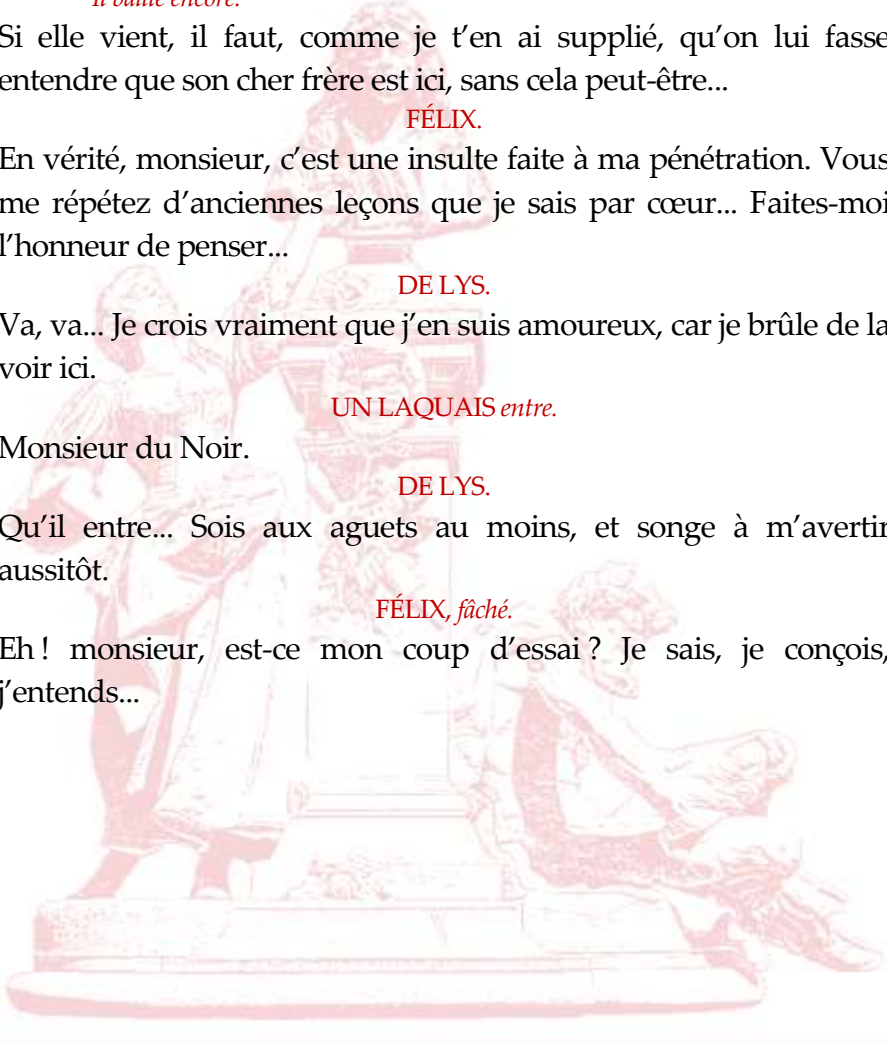 Il bâille encore.
Si elle vient, il faut, comme je t’en ai supplié, qu’on lui fasse
entendre que son cher frère est ici, sans cela peut-être...
FÉLIX.
En vérité, monsieur, c’est une insulte faite à ma pénétration. Vous
me répétez d’anciennes leçons que je sais par cœur... Faites-moi
l’honneur de penser...
DE LYS.
Va, va... Je crois vraiment que j’en suis amoureux, car je brûle de la
voir ici.
UN LAQUAIS entre.
Monsieur du Noir.
DE LYS.
Qu’il entre... Sois aux aguets au moins, et songe à m’avertir
aussitôt.
FÉLIX, fâché.
Eh ! monsieur, est-ce mon coup d’essai ? Je sais, je conçois,
j’entends...